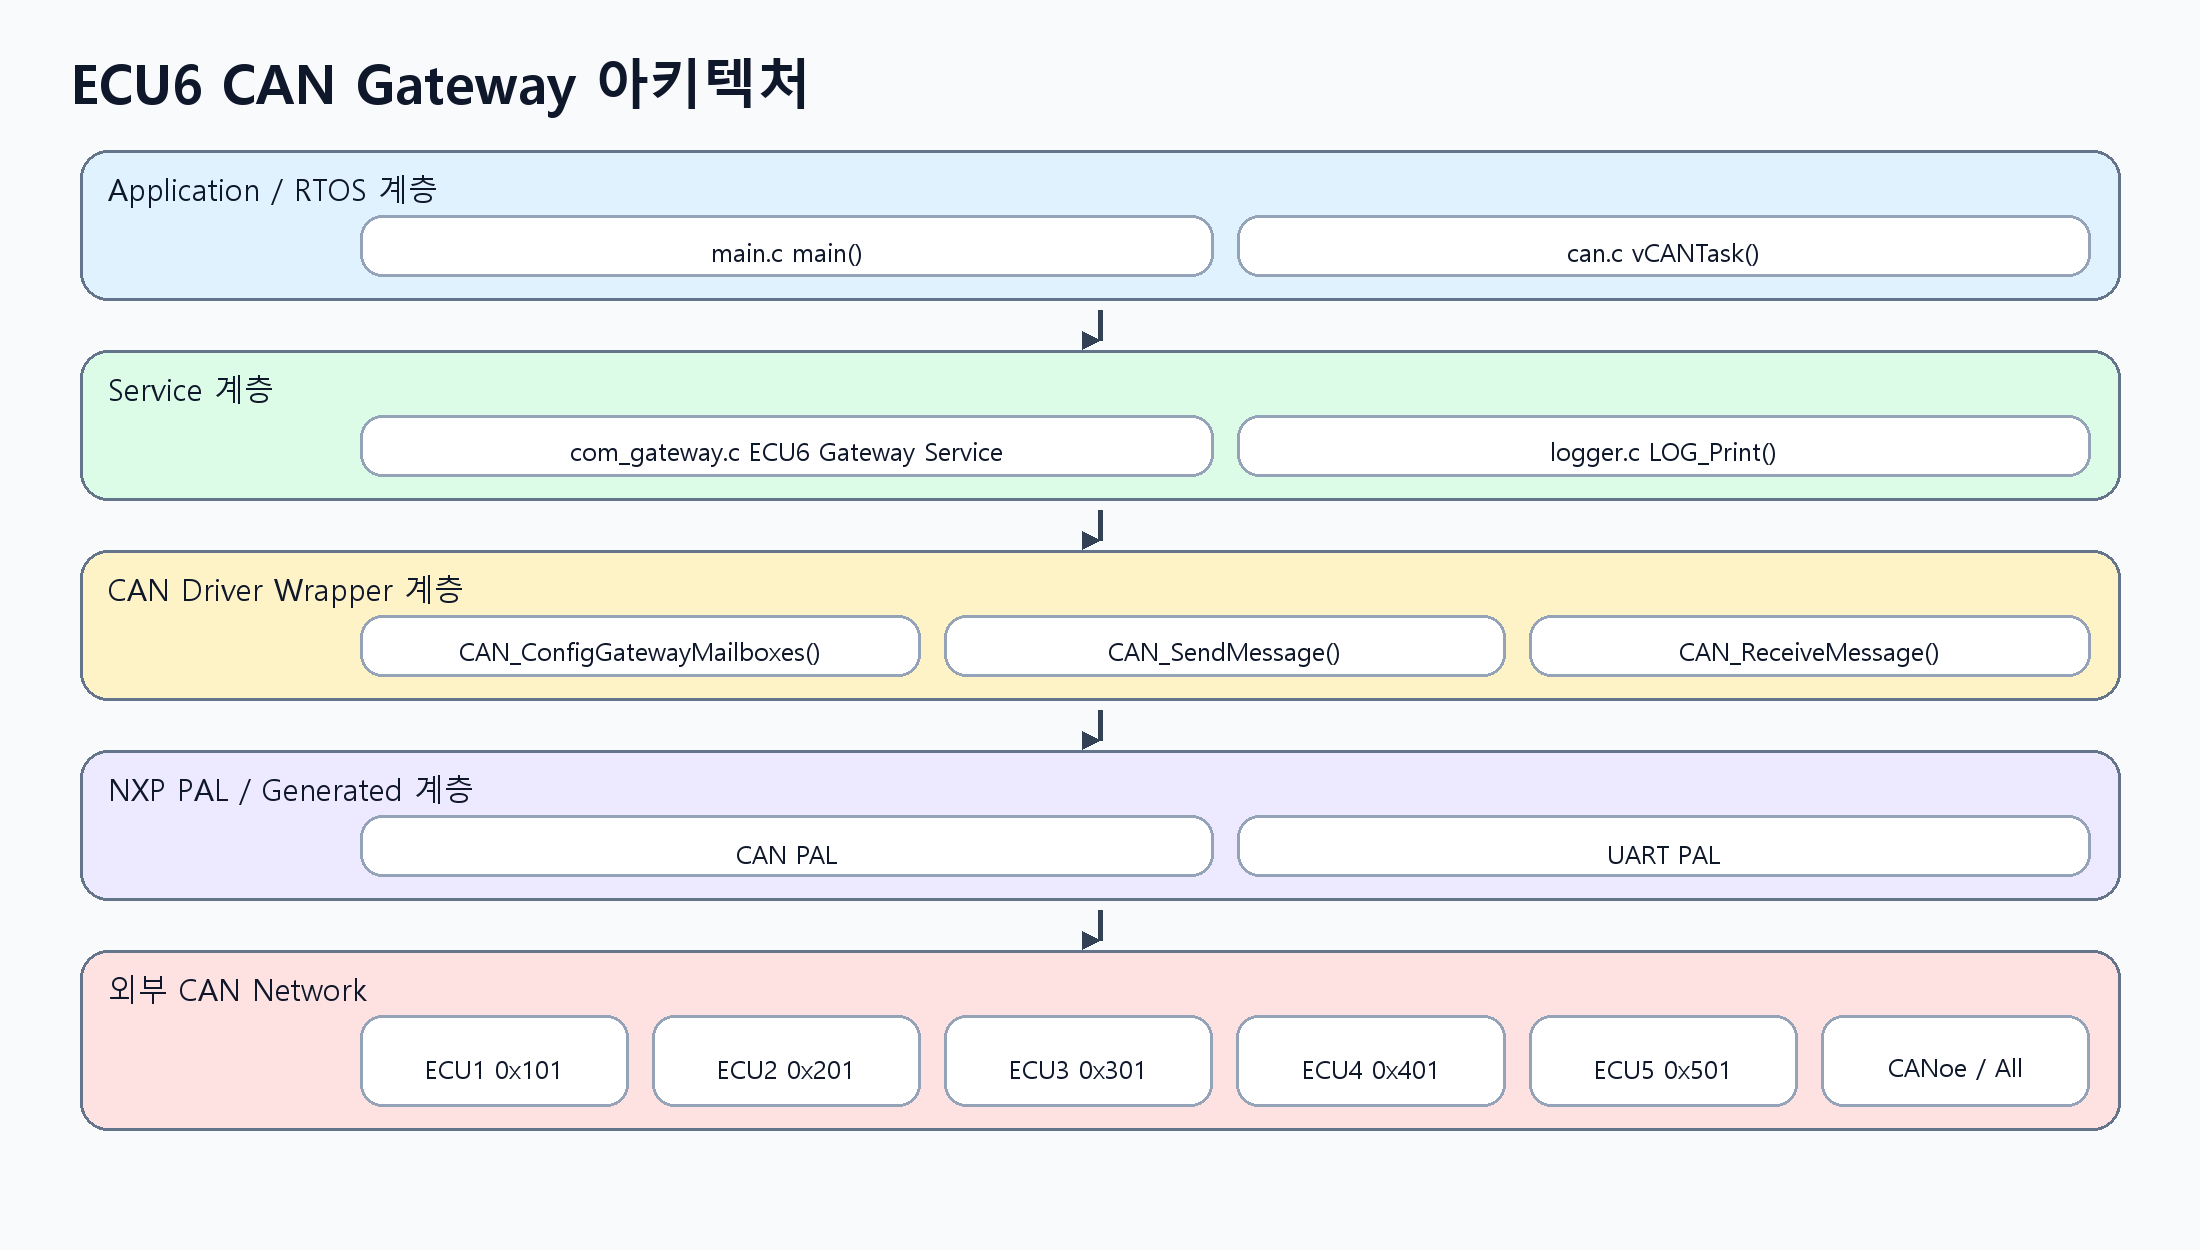 ECU6 CAN Gateway 아키텍처
Application / RTOS 계층
main.c main()
can.c vCANTask()
Service 계층
com_gateway.c ECU6 Gateway Service
logger.c LOG_Print()
CAN Driver Wrapper 계층
CAN_ConfigGatewayMailboxes()
CAN_SendMessage()
CAN_ReceiveMessage()
NXP PAL / Generated 계층
CAN PAL
UART PAL
외부 CAN Network
ECU1 0x101
ECU2 0x201
ECU3 0x301
ECU4 0x401
ECU5 0x501
CANoe / All